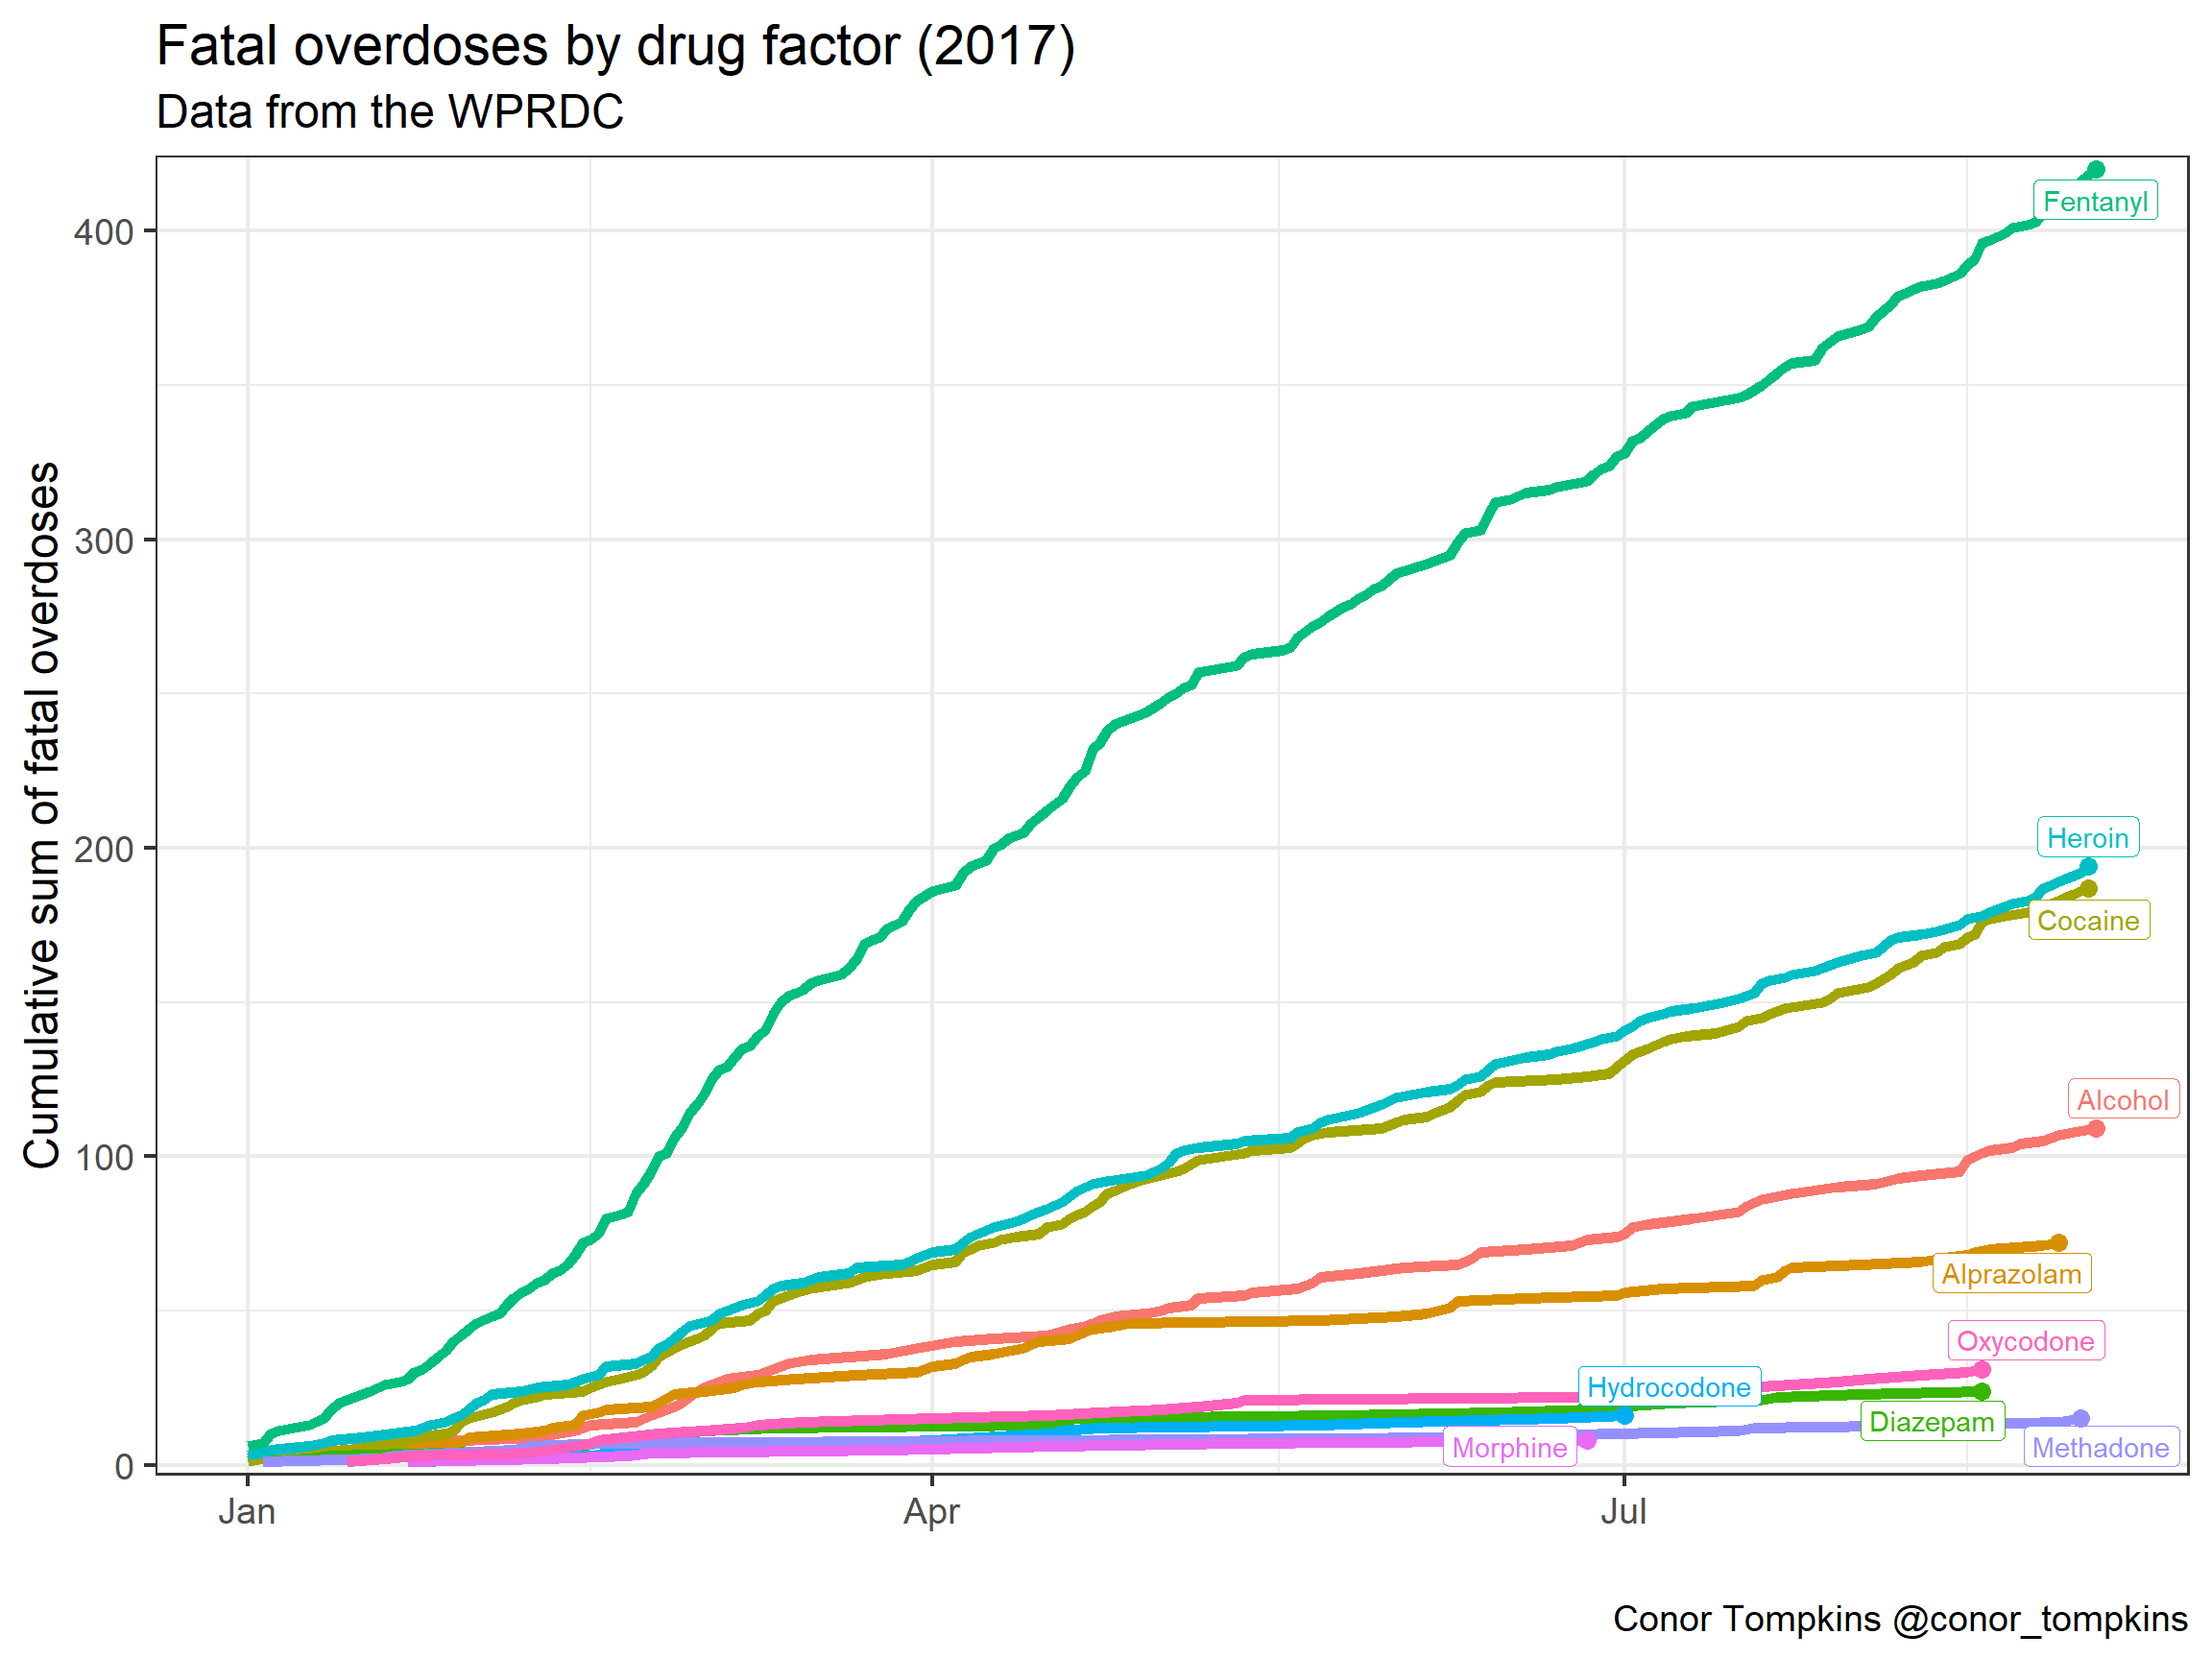 Fatal overdoses by drug factor (2017)
Data from the WPRDC
Cumulative sum of fatal overdoses
400
300
200
100
0
Fentanyl
Heroin
Cocaine
Alcohol
Alprazolam
Oxycodone
Hydrocodone
Diazepam
Morphine
Methadone
Jan
Apr
Jul
Conor Tompkins @conor_tompkins